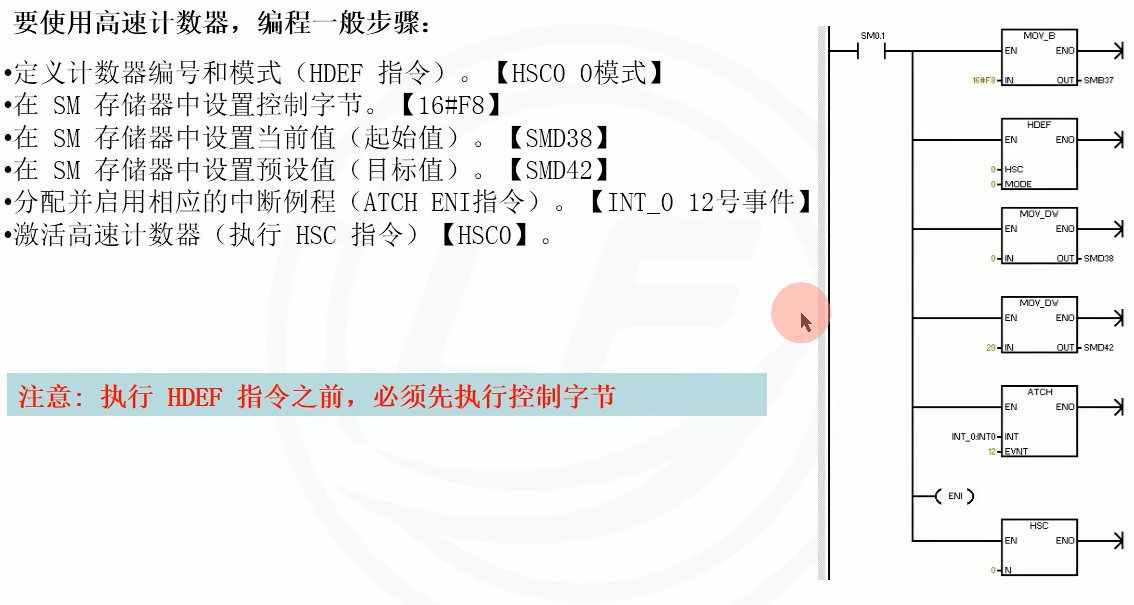 要使用高速计数器，编程一般步骤：
•定义计数器编号和模式（HDEF 指令）。【HSC0 0模式】
•在 SM 存储器中设置控制字节。【16#F8】
•在 SM 存储器中设置当前值（起始值）。【SMD38】
•在 SM 存储器中设置预设值（目标值）。【SMD42】
•分配并启用相应的中断例程（ATCH ENI指令）。【INT_0 12号事件】
•激活高速计数器（执行 HSC 指令）【HSC0】。
注意: 执行 HDEF 指令之前，必须先执行控制字节
SM0.1
MOV_B
EN ENO
16#F8 IN OUT SMB37
HDEF
EN ENO
0 HSC
0 MODE
MOV_DW
EN ENO
0 IN OUT SMD38
MOV_DW
EN ENO
20 IN OUT SMD42
ATCH
EN ENO
INT_0:INT0 INT
12 EVNT
ENI
HSC
EN ENO
0 N
LF